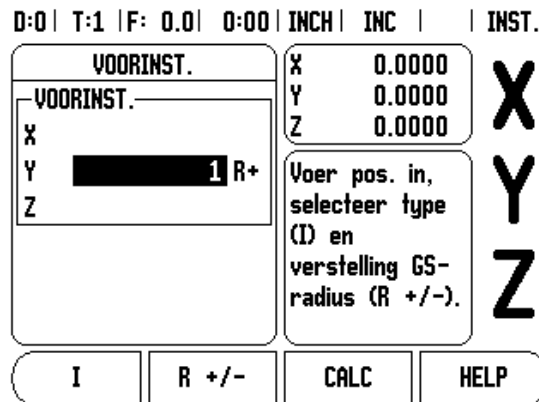 D:0| T:1 |F: 0.0| 0:00| INCH| INC | | INST.
VOORINST.
VOORINST.
X
Y 1 R+
Z
X 0.0000
Y 0.0000
Z 0.0000
Voer pos. in,
selecteer type
(I) en
verstelling GS-
radius (R +/-).
X
Y
Z
I
R +/-
CALC
HELP